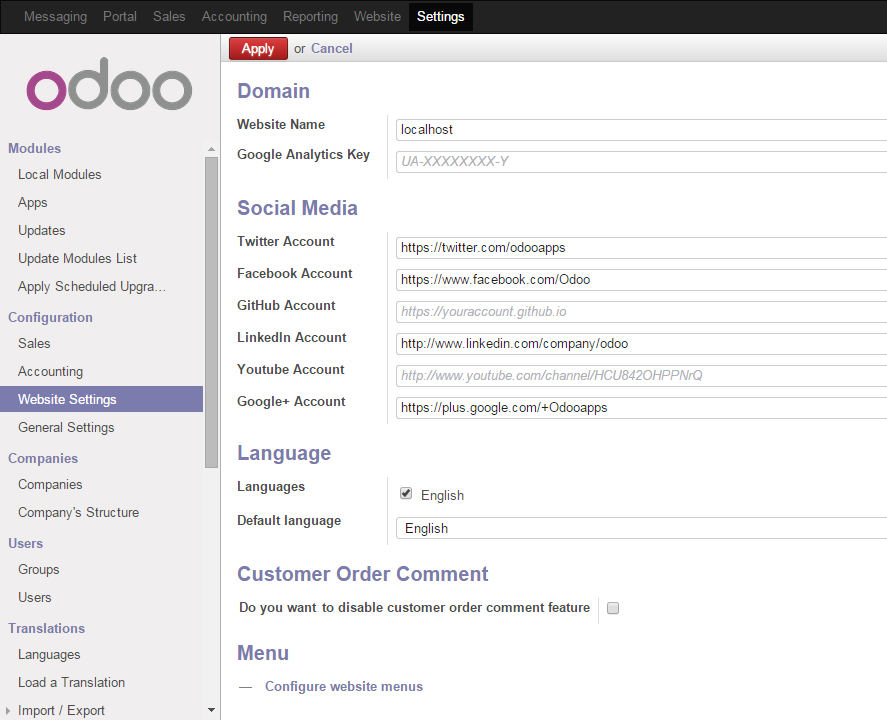 Messaging Portal Sales Accounting Reporting Website Settings
odoo
Modules
Local Modules
Apps
Updates
Update Modules List
Apply Scheduled Upgra...
Configuration
Sales
Accounting
Website Settings
General Settings
Companies
Companies
Company's Structure
Users
Groups
Users
Translations
Languages
Load a Translation
Import / Export
Apply or Cancel
Domain
Website Name localhost
Google Analytics Key UA-XXXXXXXX-Y
Social Media
Twitter Account https://twitter.com/odooapps
Facebook Account https://www.facebook.com/Odoo
GitHub Account https://youraccount.github.io
LinkedIn Account http://www.linkedin.com/company/odoo
Youtube Account http://www.youtube.com/channel/HCU842OHPPNrQ
Google+ Account https://plus.google.com/+Odooapps
Language
Languages English
Default language English
Customer Order Comment
Do you want to disable customer order comment feature
Menu
— Configure website menus